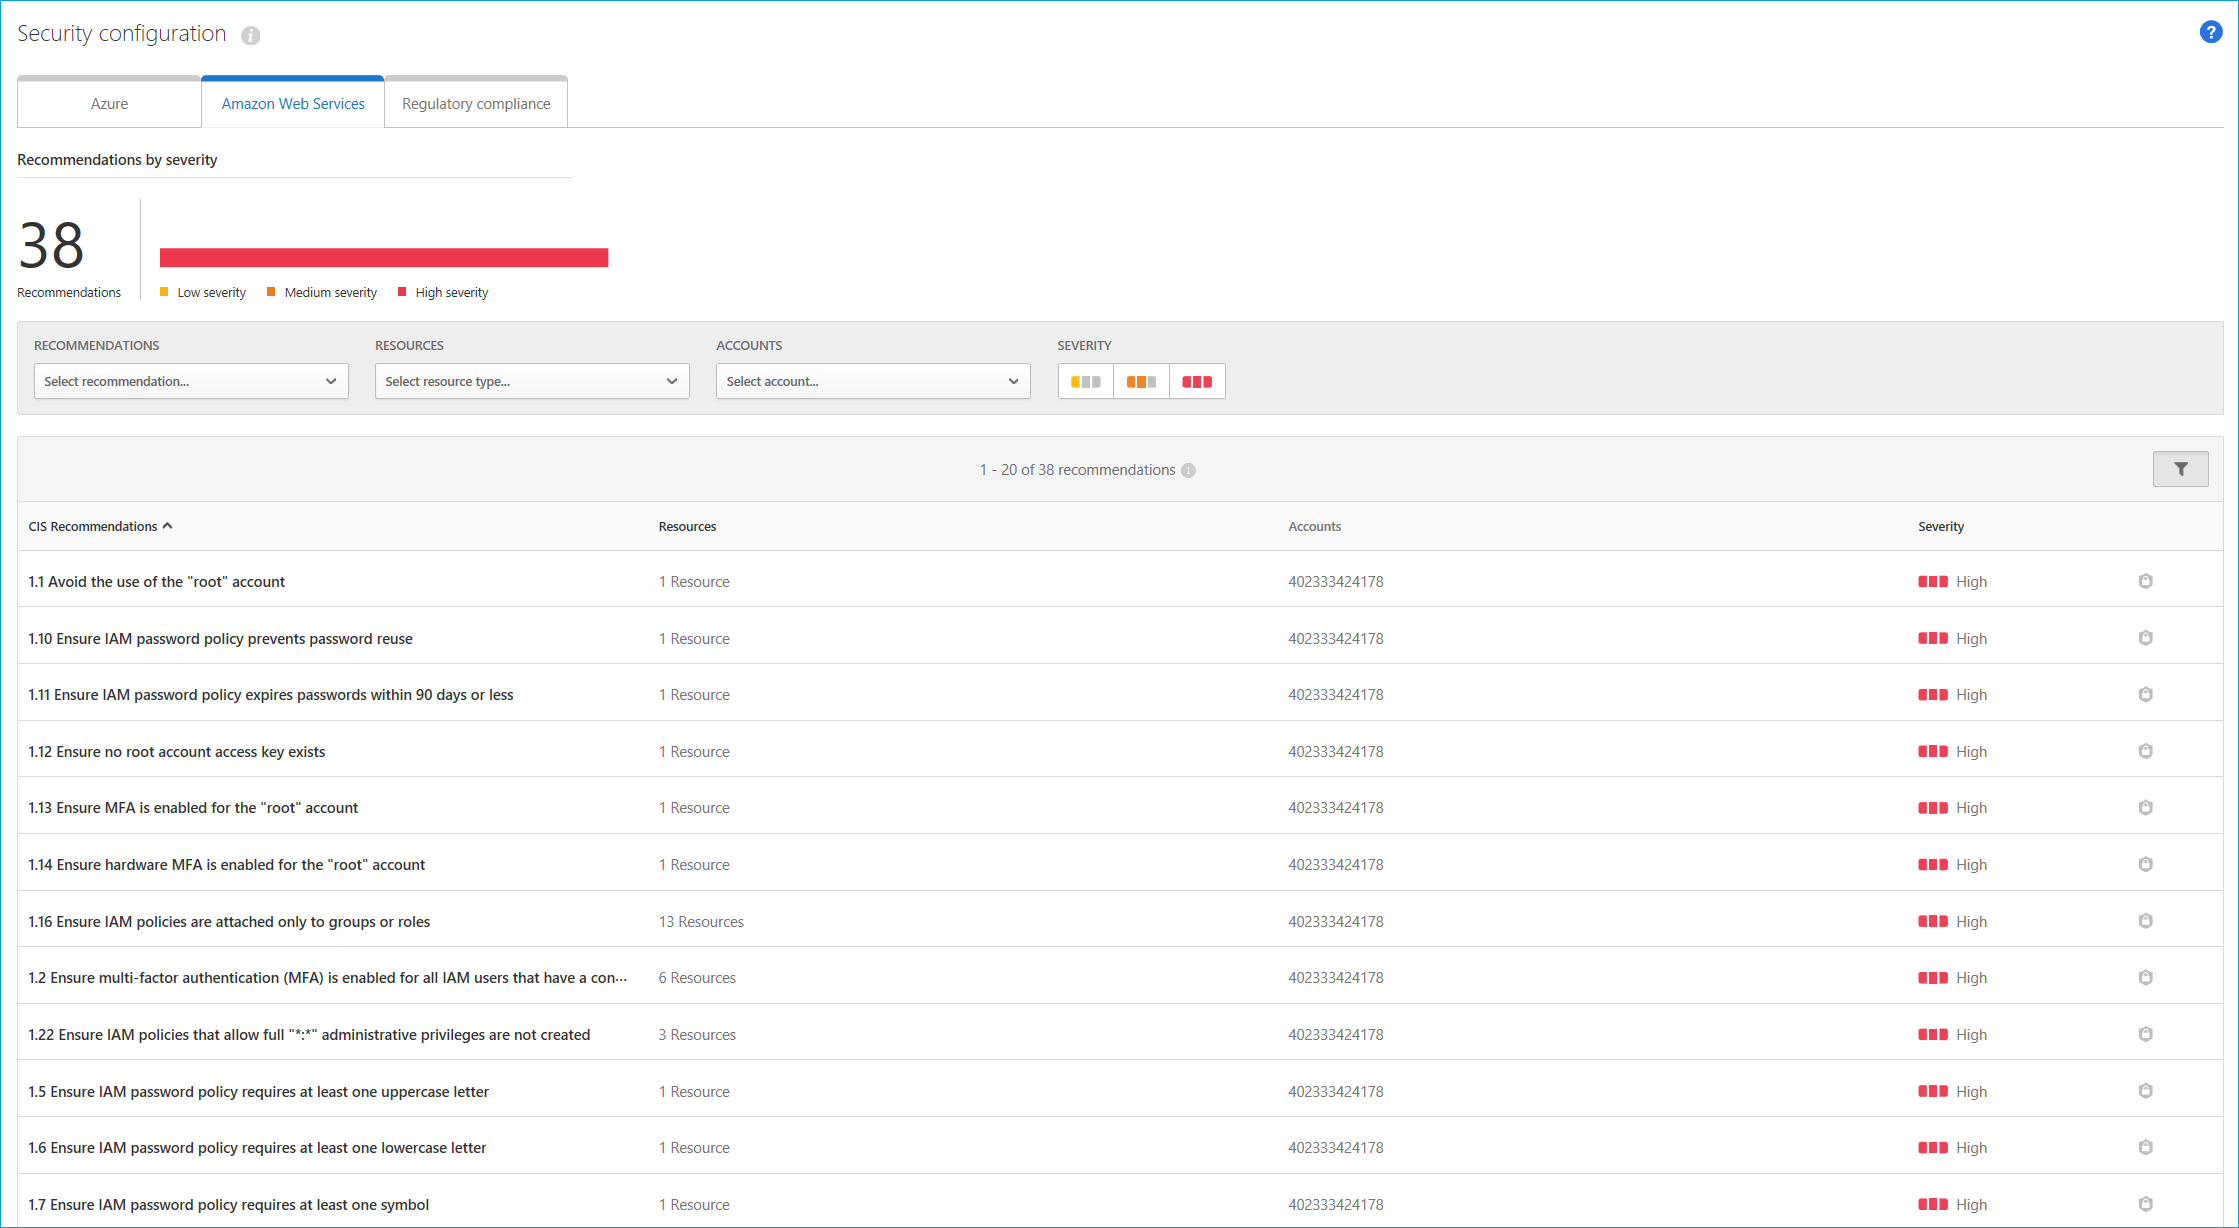 Security configuration
i
?
Azure
Amazon Web Services
Regulatory compliance
Recommendations by severity
38
Recommendations
Low severity
Medium severity
High severity
RECOMMENDATIONS
RESOURCES
ACCOUNTS
SEVERITY
Select recommendation...
Select resource type...
Select account...
1 - 20 of 38 recommendations
i
CIS Recommendations Resources Accounts Severity
1.1 Avoid the use of the "root" account 1 Resource 402333424178 High
1.10 Ensure IAM password policy prevents password reuse 1 Resource 402333424178 High
1.11 Ensure IAM password policy expires passwords within 90 days or less 1 Resource 402333424178 High
1.12 Ensure no root account access key exists 1 Resource 402333424178 High
1.13 Ensure MFA is enabled for the "root" account 1 Resource 402333424178 High
1.14 Ensure hardware MFA is enabled for the "root" account 1 Resource 402333424178 High
1.16 Ensure IAM policies are attached only to groups or roles 13 Resources 402333424178 High
1.2 Ensure multi-factor authentication (MFA) is enabled for all IAM users that have a con... 6 Resources 402333424178 High
1.22 Ensure IAM policies that allow full "*:*" administrative privileges are not created 3 Resources 402333424178 High
1.5 Ensure IAM password policy requires at least one uppercase letter 1 Resource 402333424178 High
1.6 Ensure IAM password policy requires at least one lowercase letter 1 Resource 402333424178 High
1.7 Ensure IAM password policy requires at least one symbol 1 Resource 402333424178 High